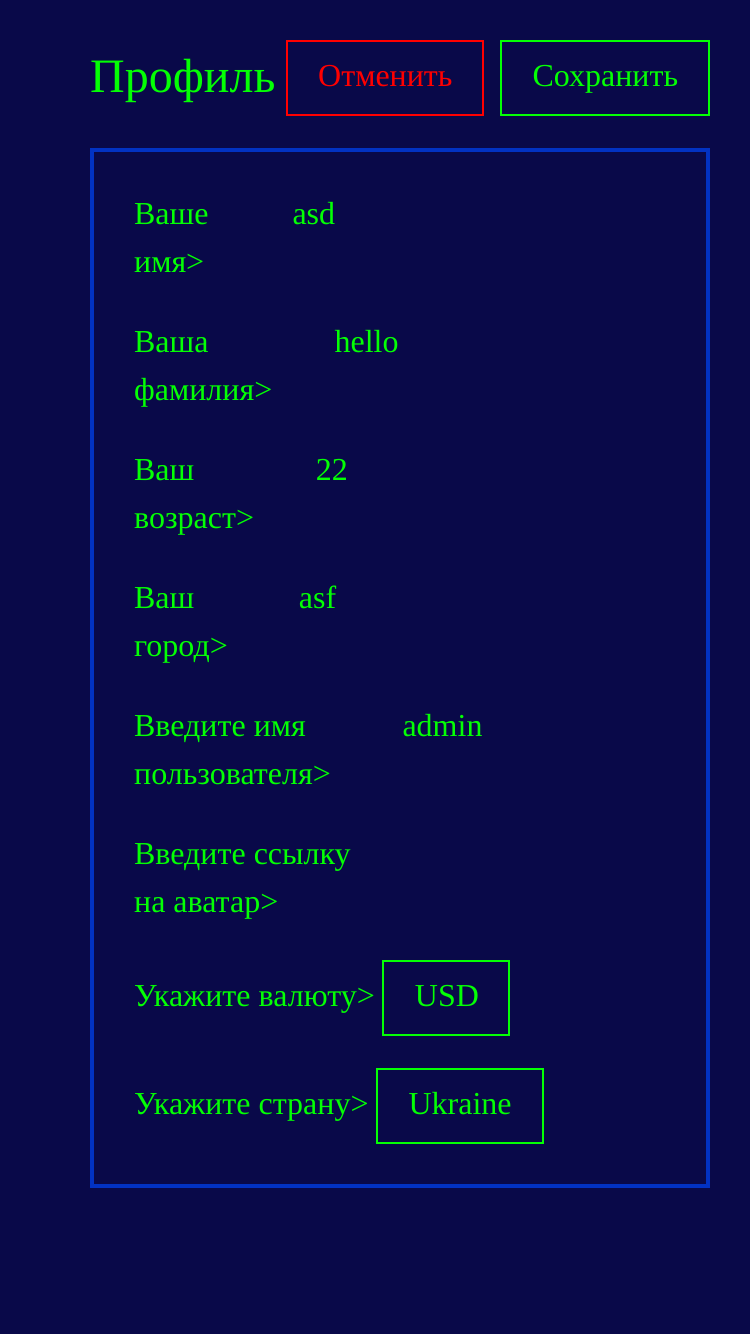 Профиль Отменить Сохранить
Ваше asd
имя>
Ваша hello
фамилия>
Ваш 22
возраст>
Ваш asf
город>
Введите имя admin
пользователя>
Введите ссылку
на аватар>
Укажите валюту> USD
Укажите страну> Ukraine